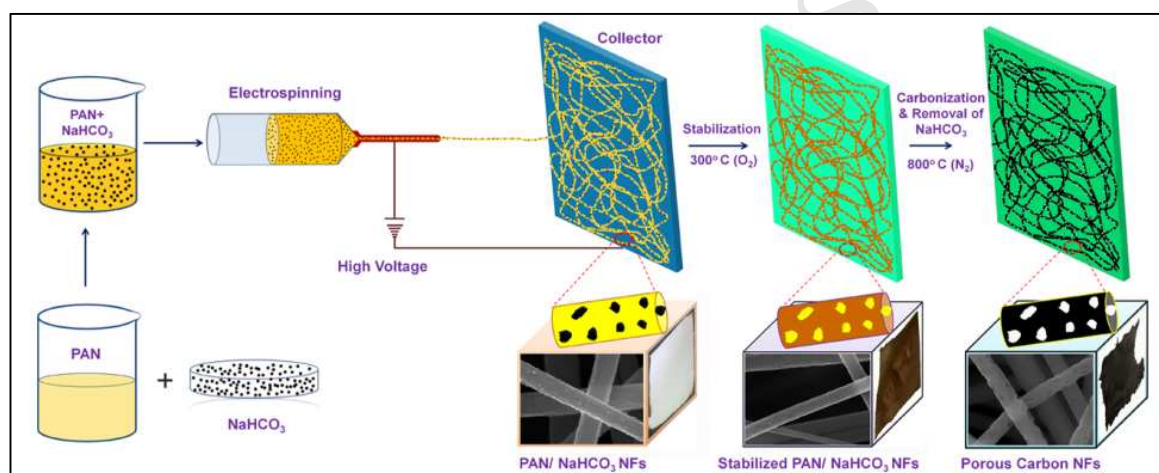 PAN+
NaHCO₃
Electrospinning
High Voltage
PAN
+
NaHCO₃
Collector
Stabilization
300°C (O₂)
Carbonization
& Removal of
NaHCO₃
800°C (N₂)
PAN/ NaHCO₃ NFs
Stabilized PAN/ NaHCO₃ NFs
Porous Carbon NFs